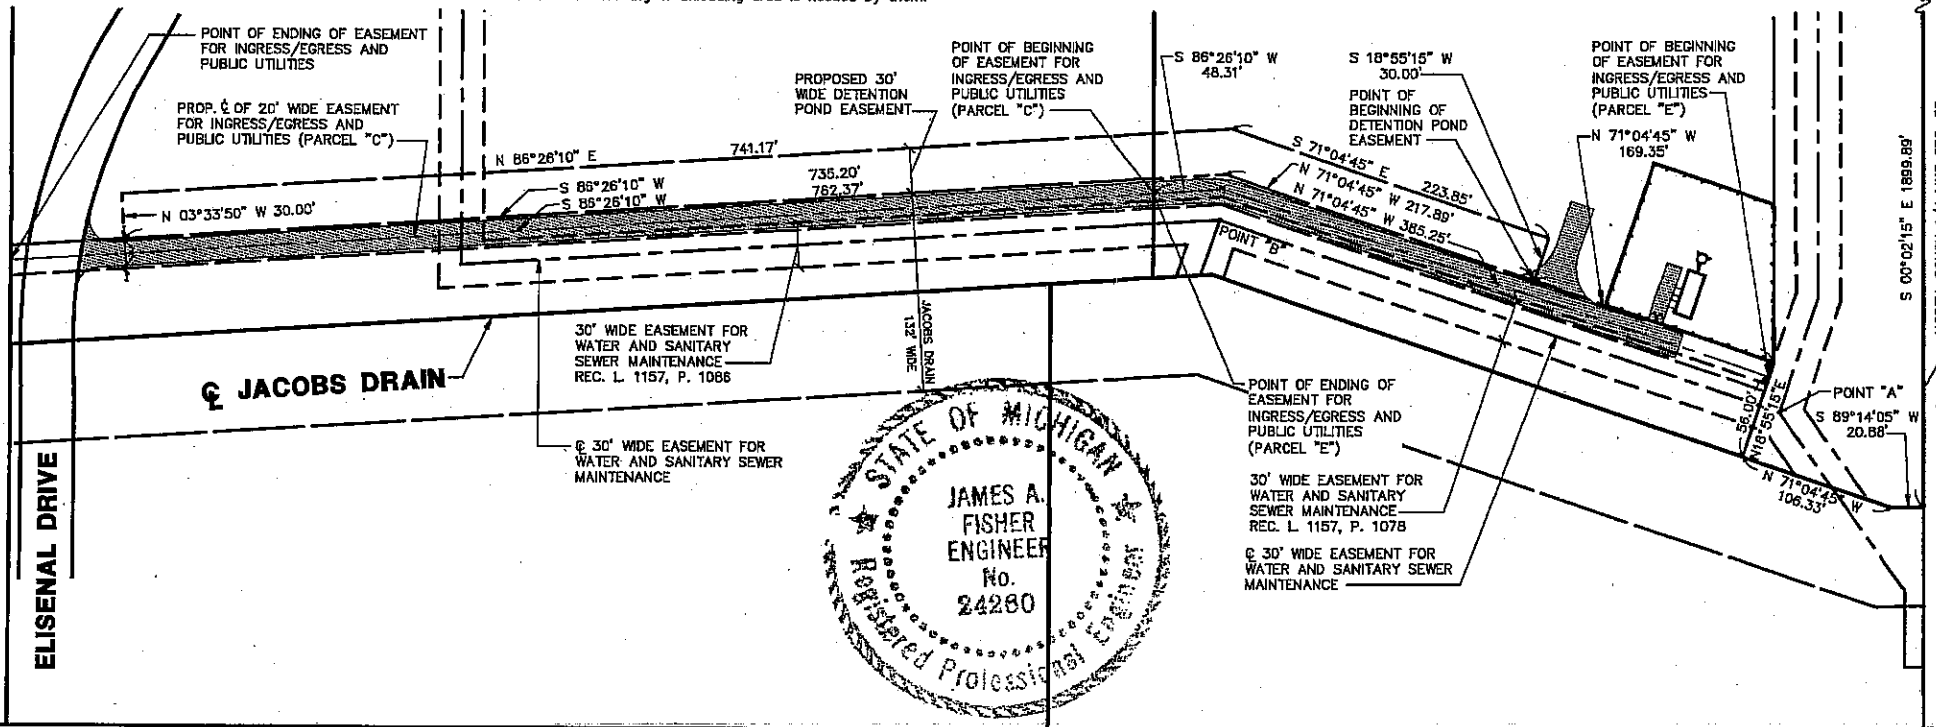 POINT OF ENDING OF EASEMENT
FOR INGRESS/EGRESS AND
PUBLIC UTILITIES
PROP. ℄ OF 20' WIDE EASEMENT
FOR INGRESS/EGRESS AND
PUBLIC UTILITIES (PARCEL "C")
PROPOSED 30'
WIDE DETENTION
POND EASEMENT
POINT OF BEGINNING
OF EASEMENT FOR
INGRESS/EGRESS AND
PUBLIC UTILITIES
(PARCEL "C")
S 86°26'10" W
48.31'
S 18°55'15" W
30.00'
POINT OF
BEGINNING OF
DETENTION POND
EASEMENT
POINT OF BEGINNING
OF EASEMENT FOR
INGRESS/EGRESS AND
PUBLIC UTILITIES
(PARCEL "E")
N 71°04'45" W
169.35'
N 86°26'10" E
741.17'
S 86°26'10" W
735.20'
S 86°26'10" W
762.37'
N 03°33'50" W 30.00'
S 71°04'45" E 223.85'
N 71°04'45" W 217.89'
N 71°04'45" W 385.25'
POINT "B"
S 00°02'15" E 1899.89'
℄ JACOBS DRAIN
JACOBS DRAIN
132' WIDE
30' WIDE EASEMENT FOR
WATER AND SANITARY
SEWER MAINTENANCE
REC. L. 1157, P. 1086
℄ 30' WIDE EASEMENT FOR
WATER AND SANITARY SEWER
MAINTENANCE
ELISENAL DRIVE
POINT OF ENDING OF
EASEMENT FOR
INGRESS/EGRESS AND
PUBLIC UTILITIES
(PARCEL "E")
30' WIDE EASEMENT FOR
WATER AND SANITARY
SEWER MAINTENANCE
REC. L. 1157, P. 1078
℄ 30' WIDE EASEMENT FOR
WATER AND SANITARY SEWER
MAINTENANCE
56.00'
N18°55'15"E
POINT "A"
S 89°14'05" W
20.88'
N 71°04'45" W
106.33'
STATE OF MICHIGAN
JAMES A.
FISHER
ENGINEER
No.
24260
Registered Professional Engineer